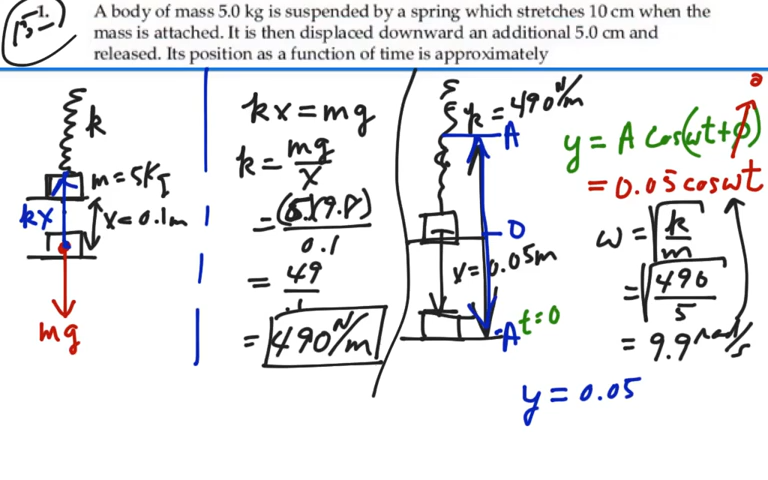 15-1.
A body of mass 5.0 kg is suspended by a spring which stretches 10 cm when the
mass is attached. It is then displaced downward an additional 5.0 cm and
released. Its position as a function of time is approximately
k
m = 5kg
kx
x = 0.1m
mg
kx = mg
k = mg/x
= (5)(9.8)/0.1
= 49/.1
= 490 N/m
k = 490 N/m
A
0
x = 0.05m
-A
t=0
y = A cos(ωt+φ)
= 0.05 cosωt
ω = √k/m
= √490/5
= 9.9 rad/s
y = 0.05